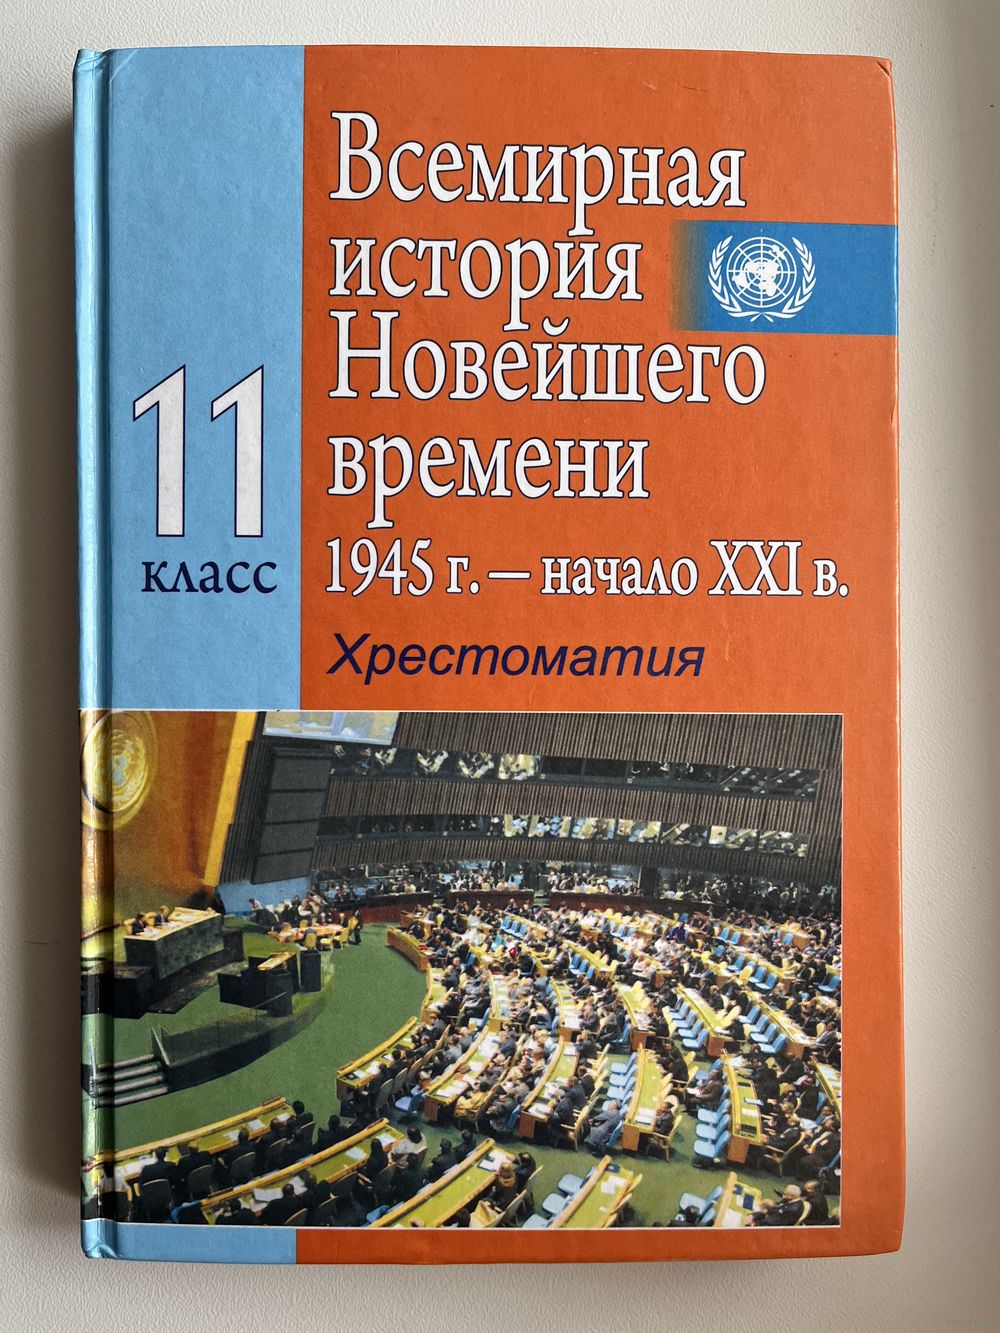 Всемирная
история
Новейшего
времени
1945 г. – начало XXI в.
Хрестоматия
11
класс